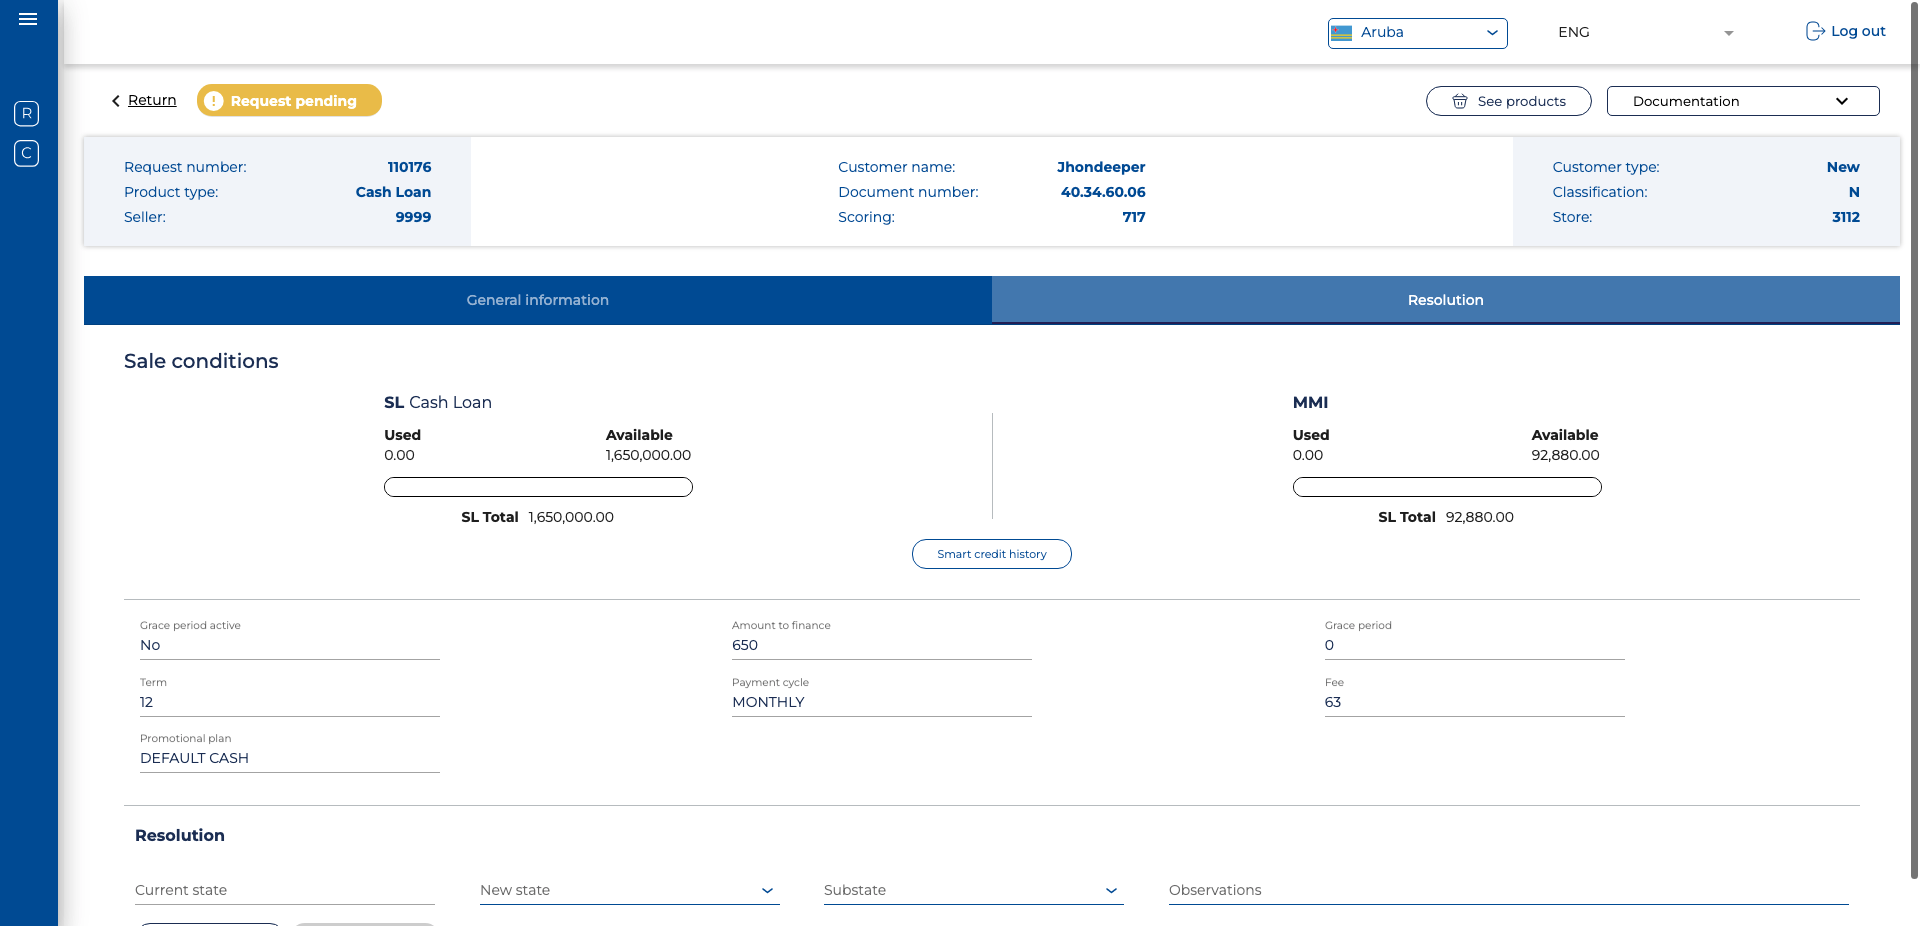 Aruba
ENG
Log out
R
C
Return
Request pending
See products
Documentation
Request number: 110176
Product type: Cash Loan
Seller: 9999
Customer name: Jhondeeper
Document number: 40.34.60.06
Scoring: 717
Customer type: New
Classification: N
Store: 3112
General information
Resolution
Sale conditions
SL Cash Loan
Used Available
0.00 1,650,000.00
SL Total 1,650,000.00
MMI
Used Available
0.00 92,880.00
SL Total 92,880.00
Smart credit history
Grace period active
No
Amount to finance
650
Grace period
0
Term
12
Payment cycle
MONTHLY
Fee
63
Promotional plan
DEFAULT CASH
Resolution
Current state
New state
Substate
Observations